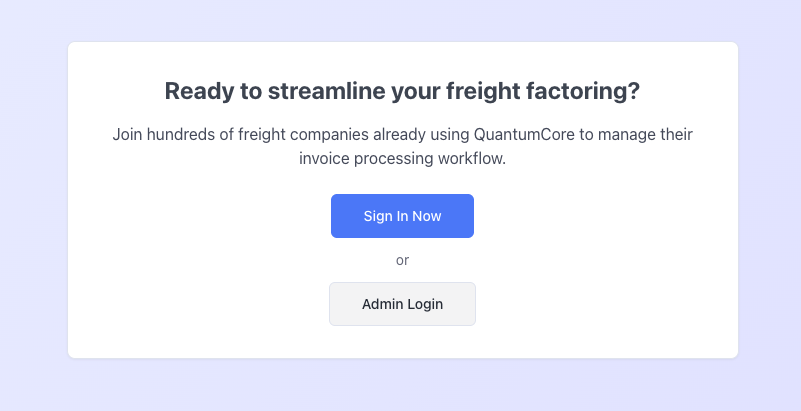 Ready to streamline your freight factoring?
Join hundreds of freight companies already using QuantumCore to manage their
invoice processing workflow.
Sign In Now
or
Admin Login